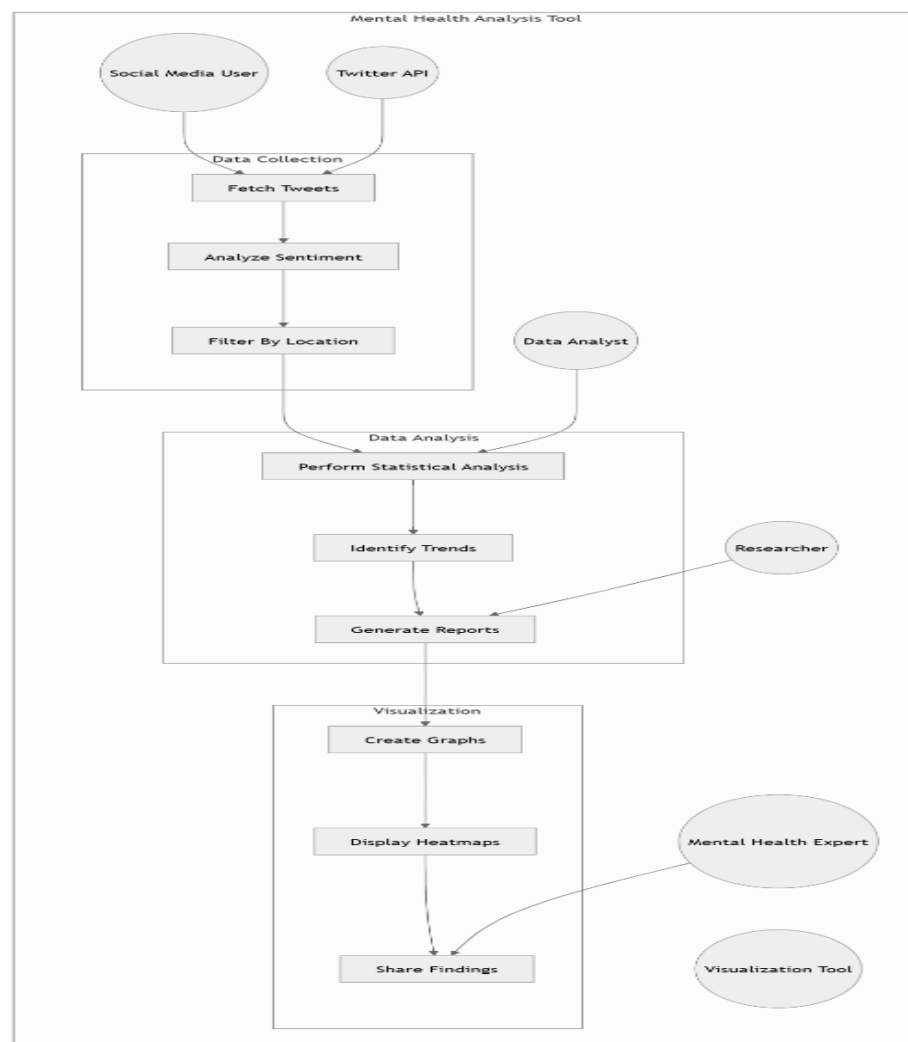 Mental Health Analysis Tool
Social Media User
Twitter API
Data Collection
Fetch Tweets
Analyze Sentiment
Filter By Location
Data Analyst
Data Analysis
Perform Statistical Analysis
Identify Trends
Researcher
Generate Reports
Visualization
Create Graphs
Display Heatmaps
Mental Health Expert
Share Findings
Visualization Tool